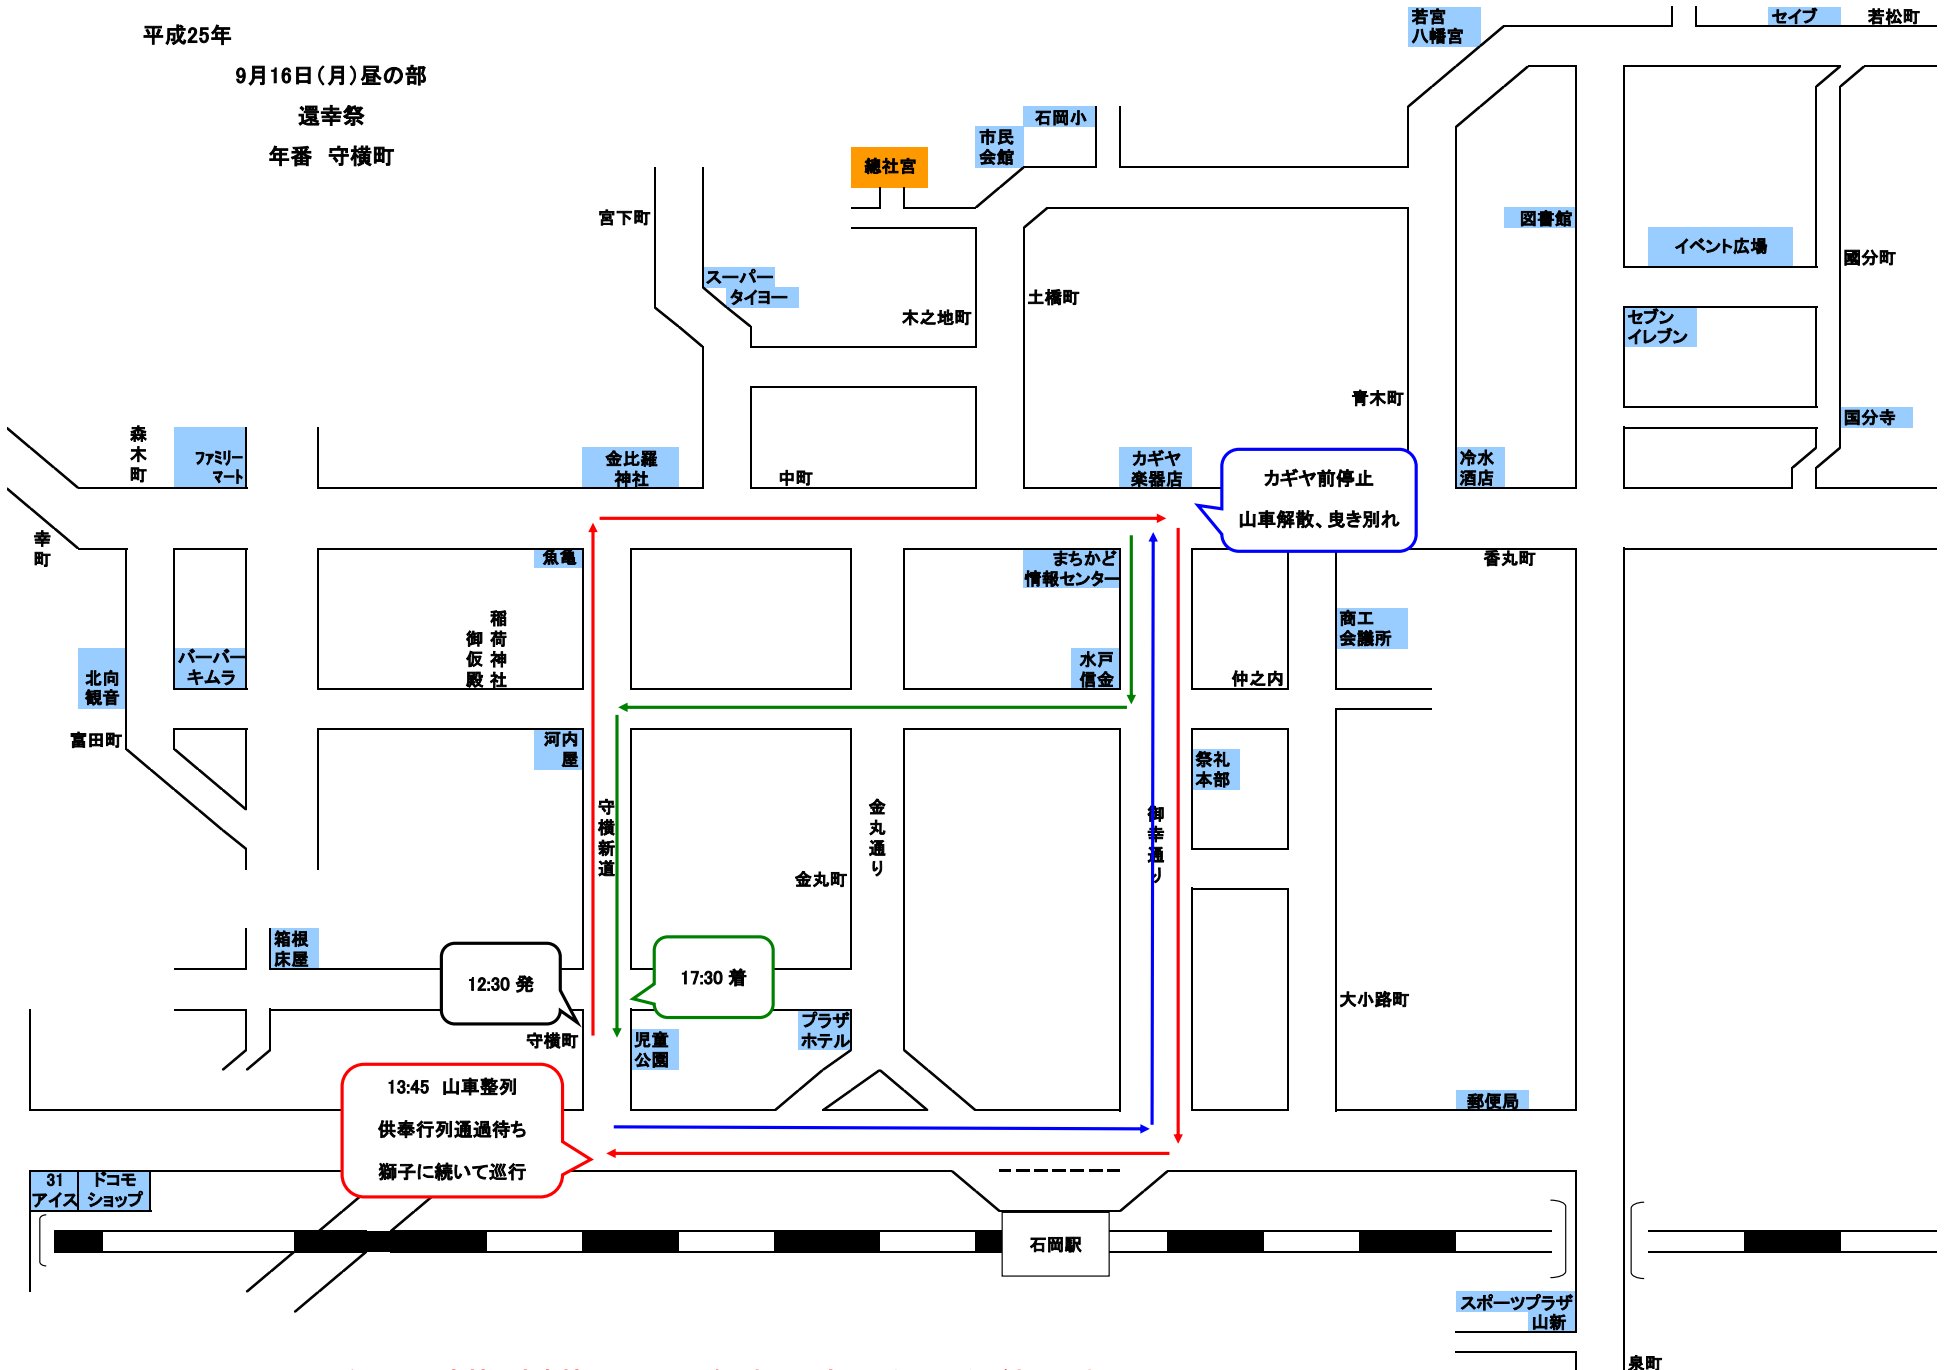 平成25年
9月16日（月）昼の部
還幸祭
年番　守横町
若宮
八幡宮
セイブ
若松町
石岡小
市民
会館
總社宮
宮下町
図書館
イベント広場
國分町
スーパー
タイヨー
土橋町
木之地町
セブン
イレブン
青木町
国分寺
森木町
ファミリー
マート
金比羅
神社
中町
カギヤ
楽器店
カギヤ前停止
山車解散、曳き別れ
冷水
酒店
幸町
魚亀
まちかど
情報センター
香丸町
稲荷神社
御仮殿
商工
会議所
北向
観音
バーバー
キムラ
水戸
信金
仲之内
富田町
河内
屋
祭礼
本部
守横新道
金丸通り
御幸通り
金丸町
箱根
床屋
12:30 発
17:30 着
大小路町
守横町
児童
公園
プラザ
ホテル
13:45 山車整列
供奉行列通過待ち
獅子に続いて巡行
郵便局
31
アイス
ドコモ
ショップ
石岡駅
スポーツプラザ
山新
泉町